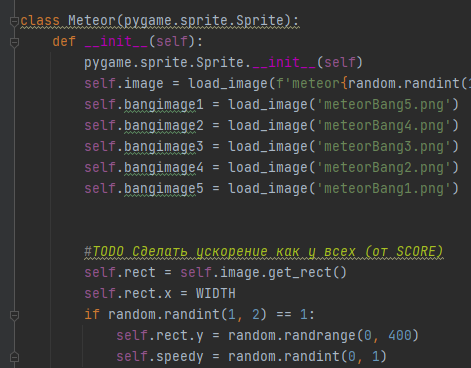 class Meteor(pygame.sprite.Sprite):
def __init__(self):
pygame.sprite.Sprite.__init__(self)
self.image = load_image(f'meteor{random.randint(1
self.bangimage1 = load_image('meteorBang5.png')
self.bangimage2 = load_image('meteorBang4.png')
self.bangimage3 = load_image('meteorBang3.png')
self.bangimage4 = load_image('meteorBang2.png')
self.bangimage5 = load_image('meteorBang1.png')
#TODO Сделать ускорение как у всех (от SCORE)
self.rect = self.image.get_rect()
self.rect.x = WIDTH
if random.randint(1, 2) == 1:
self.rect.y = random.randrange(0, 400)
self.speedy = random.randint(0, 1)